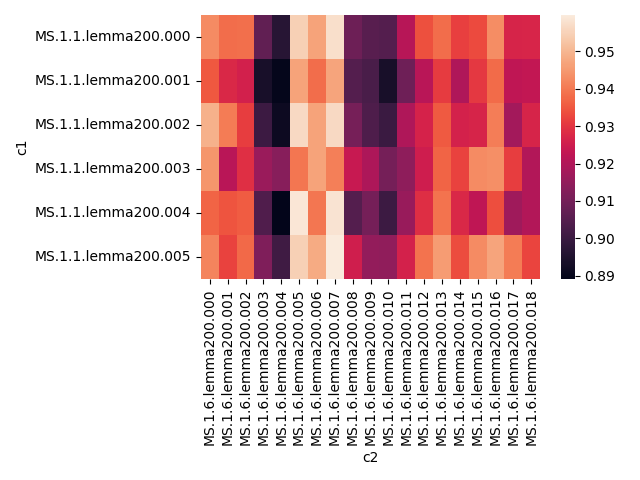 c1
MS.1.1.lemma200.000
MS.1.1.lemma200.001
MS.1.1.lemma200.002
MS.1.1.lemma200.003
MS.1.1.lemma200.004
MS.1.1.lemma200.005
MS.1.6.lemma200.000
MS.1.6.lemma200.001
MS.1.6.lemma200.002
MS.1.6.lemma200.003
MS.1.6.lemma200.004
MS.1.6.lemma200.005
MS.1.6.lemma200.006
MS.1.6.lemma200.007
MS.1.6.lemma200.008
MS.1.6.lemma200.009
MS.1.6.lemma200.010
MS.1.6.lemma200.011
MS.1.6.lemma200.012
MS.1.6.lemma200.013
MS.1.6.lemma200.014
MS.1.6.lemma200.015
MS.1.6.lemma200.016
MS.1.6.lemma200.017
MS.1.6.lemma200.018
c2
0.95
0.94
0.93
0.92
0.91
0.90
0.89